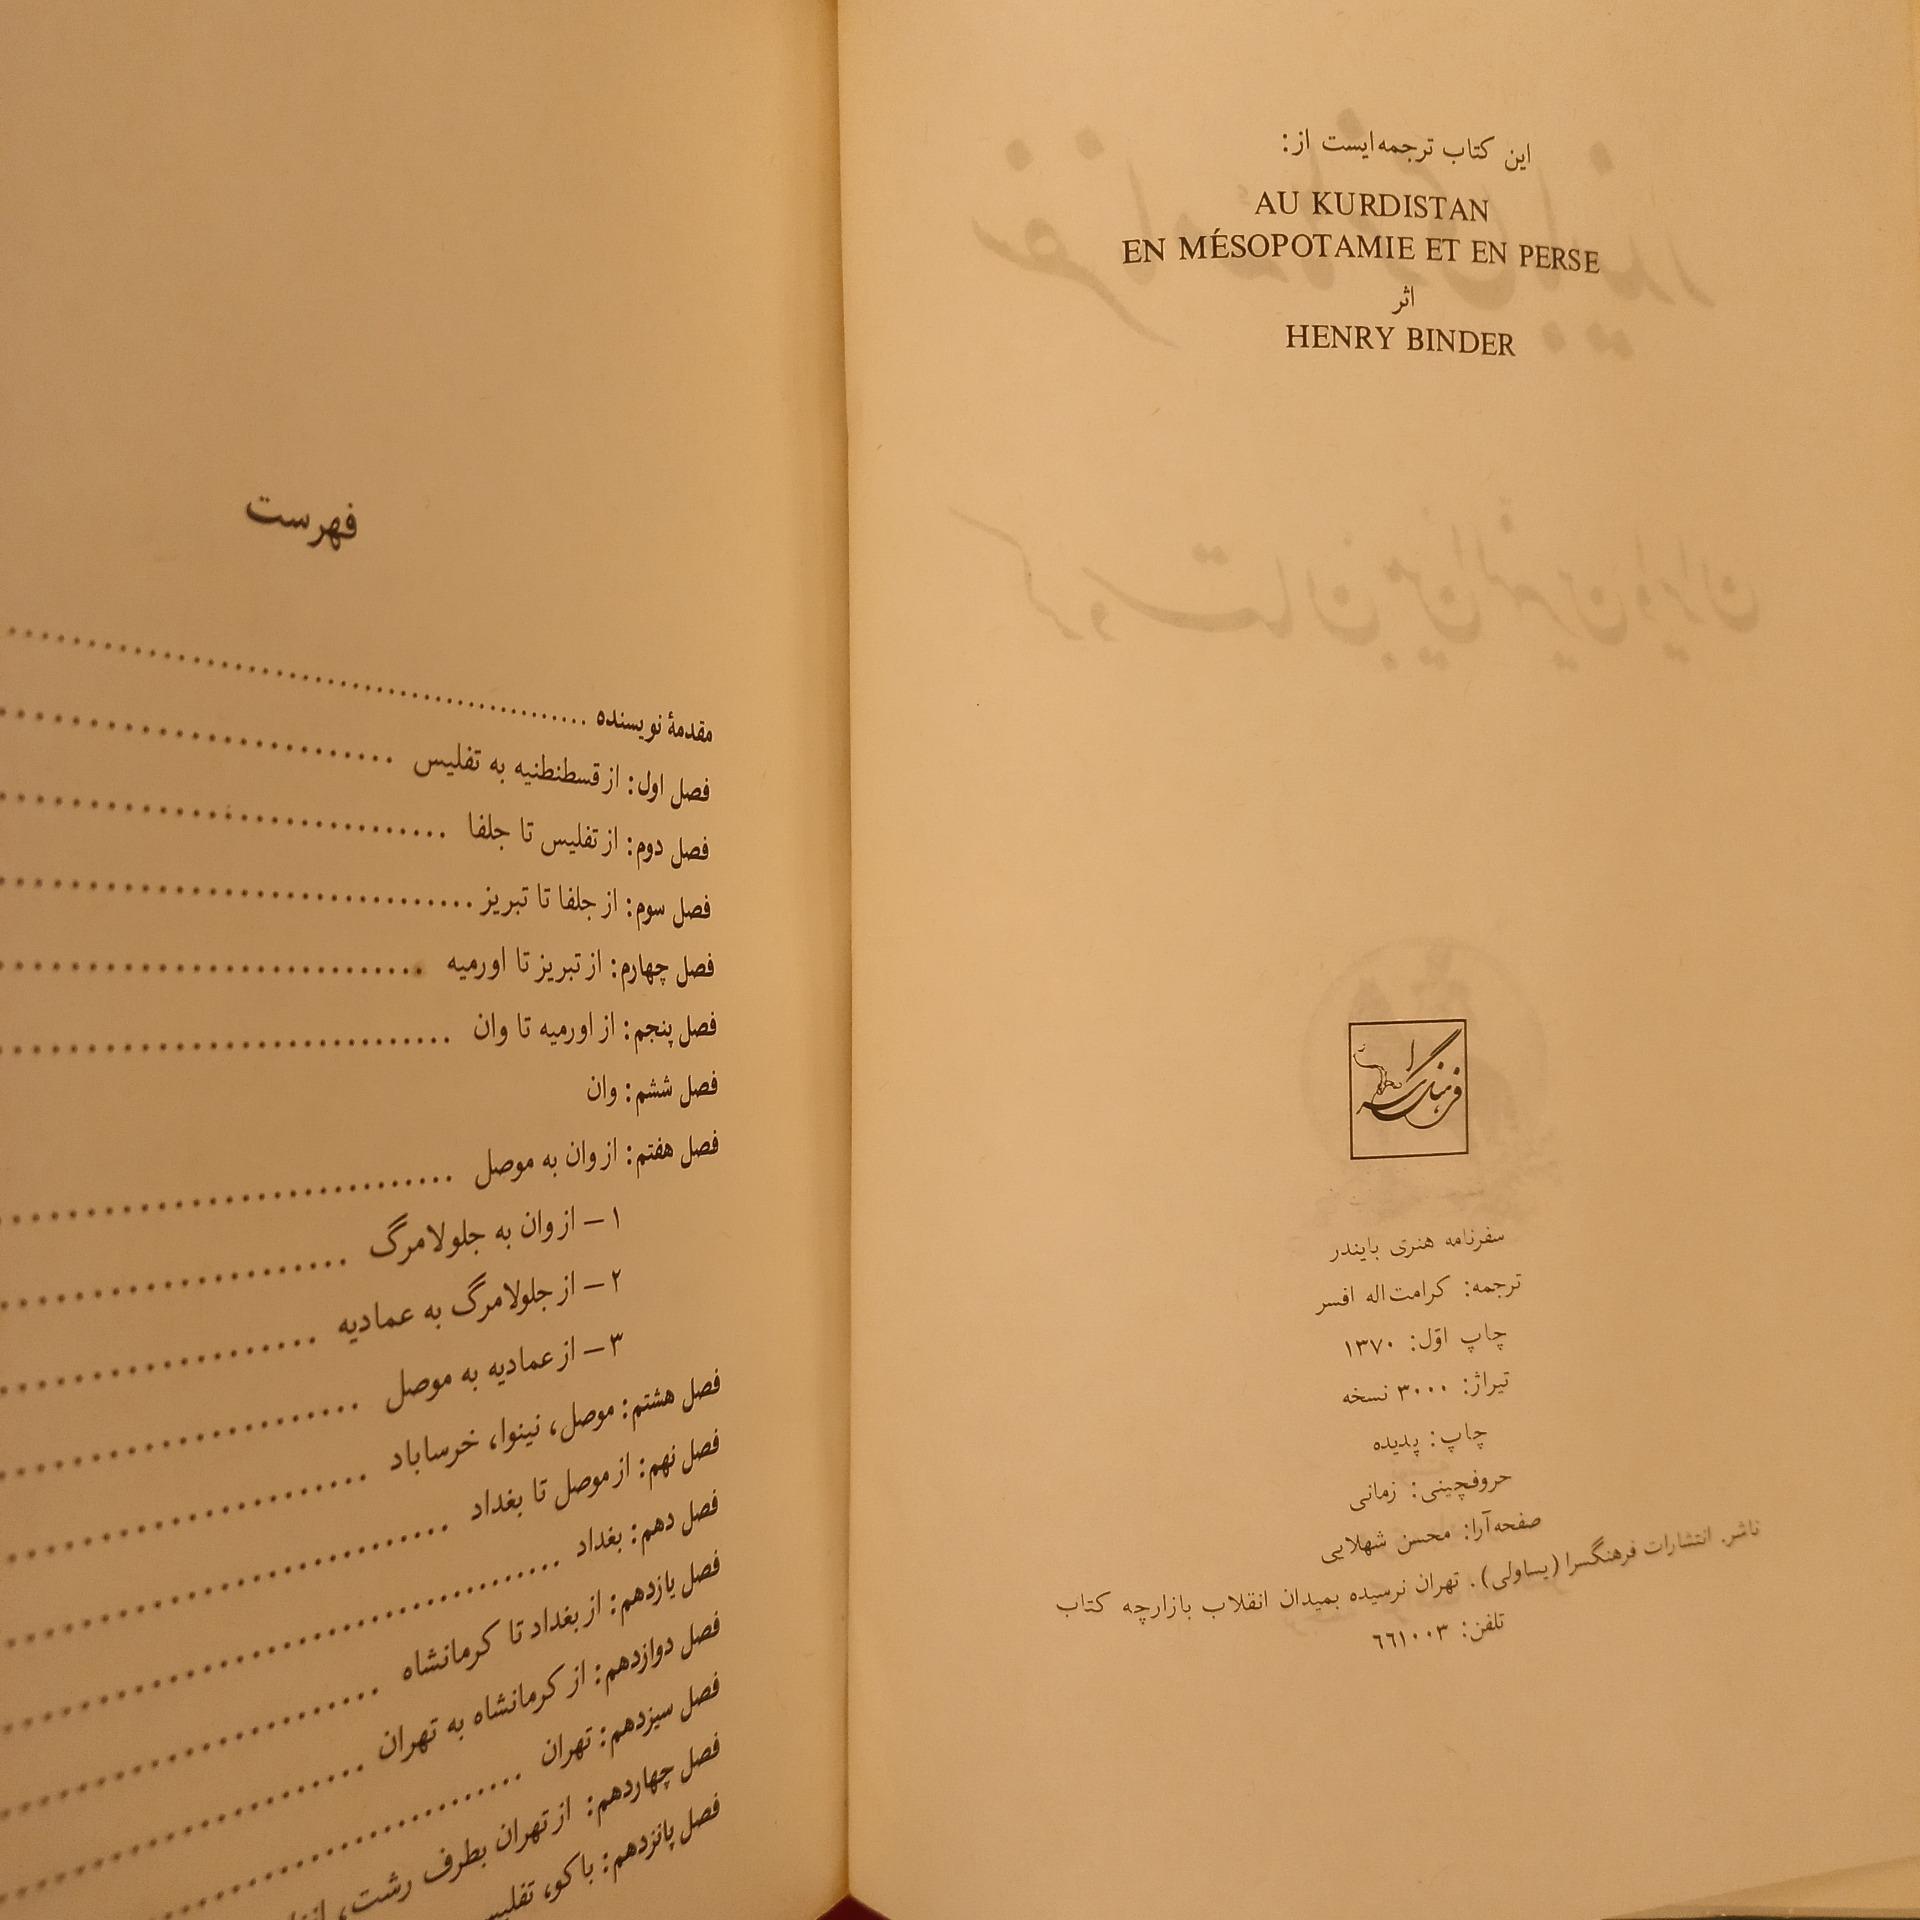 این کتاب ترجمه‌ایست از:
AU KURDISTAN
EN MÉSOPOTAMIE ET EN PERSE
اثر
HENRY BINDER
فرهنگسرا
سفرنامه هنری بایندر
ترجمه: کرامت‌اله افسر
چاپ اوّل: ۱۳۷۰
تیراژ: ۳۰۰۰ نسخه
چاپ: پدیده
حروفچینی: زمانی
صفحه‌آرا: محسن شهلایی
ناشر. انتشارات فرهنگسرا (یساولی). تهران نرسیده بمیدان انقلاب بازارچه کتاب
تلفن: ۶۶۱۰۰۳
فهرست
مقدمهٔ نویسنده
فصل اول: از قسطنطنیه به تفلیس
فصل دوم: از تفلیس تا جلفا
فصل سوم: از جلفا تا تبریز
فصل چهارم: از تبریز تا اورمیه
فصل پنجم: از اورمیه تا وان
فصل ششم: وان
فصل هفتم: از وان به موصل
۱ – از وان به جلولامرگ
۲ – از جلولامرگ به عمادیه
۳ – از عمادیه به موصل
فصل هشتم: موصل، نینوا، خرساباد
فصل نهم: از موصل تا بغداد
فصل دهم: بغداد
فصل یازدهم: از بغداد تا کرمانشاه
فصل دوازدهم: از کرمانشاه به تهران
فصل سیزدهم: تهران
فصل چهاردهم: از تهران بطرف رشت،
فصل پانزدهم: باکو،